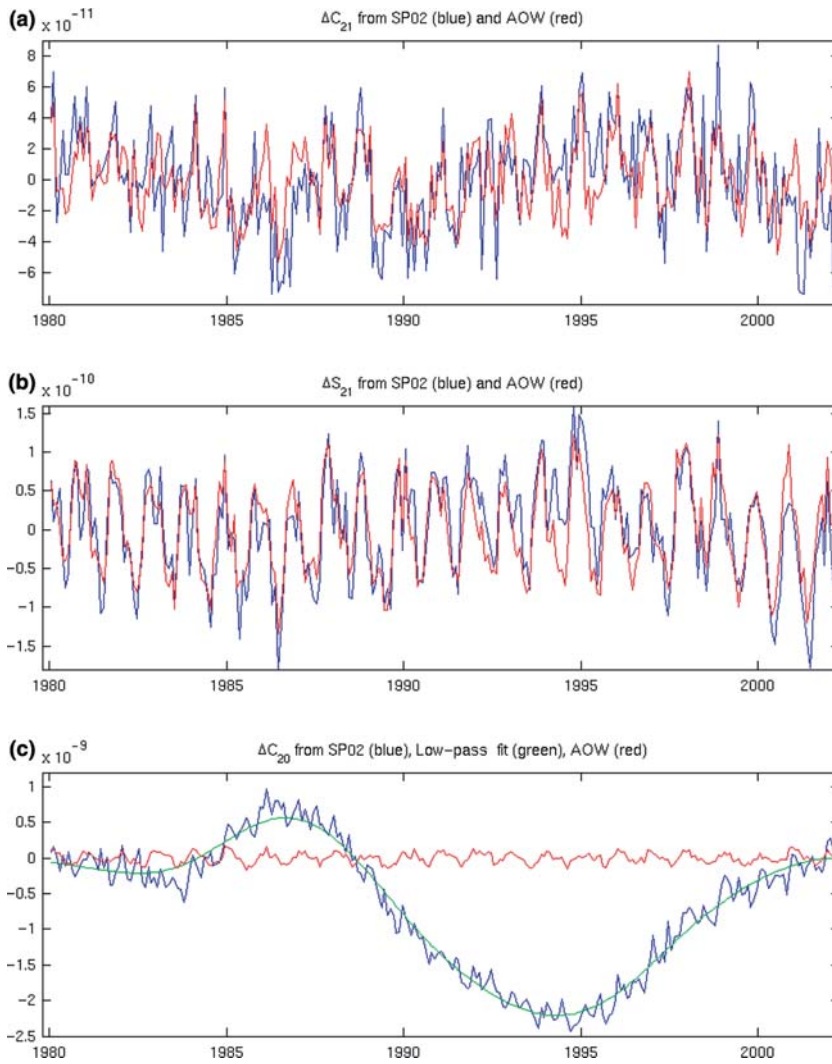 (a) ΔC₂₁ from SP02 (blue) and AOW (red)
x 10⁻¹¹
8
6
4
2
0
-2
-4
-6
1980 1985 1990 1995 2000
(b) ΔS₂₁ from SP02 (blue) and AOW (red)
x 10⁻¹⁰
1.5
1
0.5
0
-0.5
-1
-1.5
1980 1985 1990 1995 2000
(c) ΔC₂₀ from SP02 (blue), Low-pass fit (green), AOW (red)
x 10⁻⁹
1
0.5
0
-0.5
-1
-1.5
-2
-2.5
1980 1985 1990 1995 2000